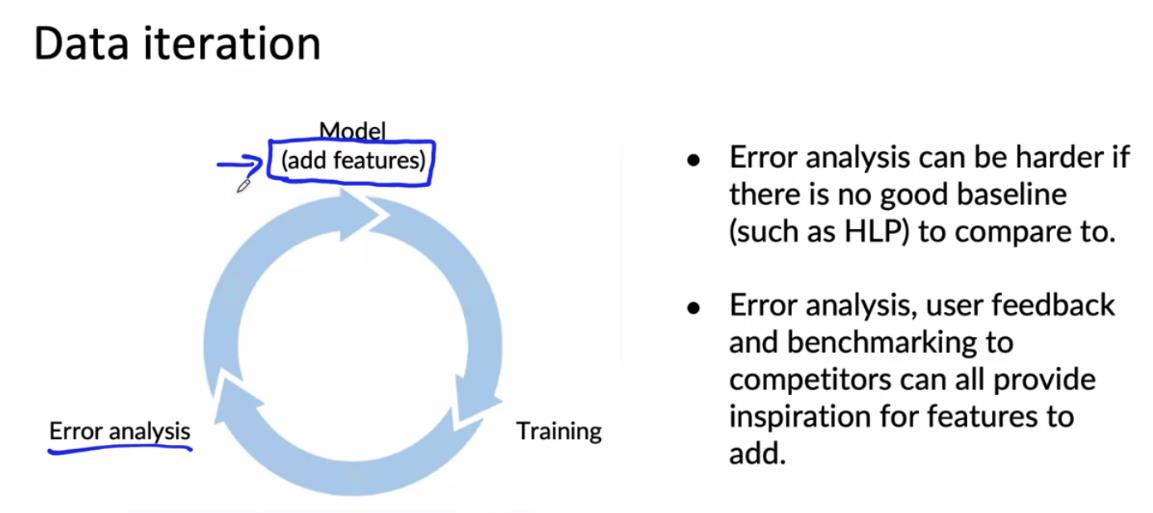 Data iteration
Model
(add features)
Error analysis
Training
● Error analysis can be harder if
there is no good baseline
(such as HLP) to compare to.
● Error analysis, user feedback
and benchmarking to
competitors can all provide
inspiration for features to
add.